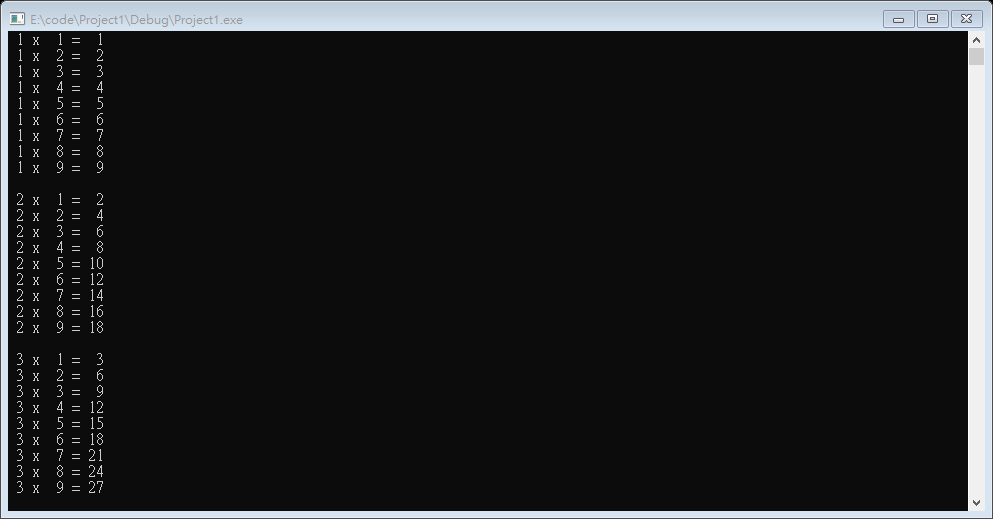 E:\code\Project1\Debug\Project1.exe
1 x  1 =  1
1 x  2 =  2
1 x  3 =  3
1 x  4 =  4
1 x  5 =  5
1 x  6 =  6
1 x  7 =  7
1 x  8 =  8
1 x  9 =  9

2 x  1 =  2
2 x  2 =  4
2 x  3 =  6
2 x  4 =  8
2 x  5 = 10
2 x  6 = 12
2 x  7 = 14
2 x  8 = 16
2 x  9 = 18

3 x  1 =  3
3 x  2 =  6
3 x  3 =  9
3 x  4 = 12
3 x  5 = 15
3 x  6 = 18
3 x  7 = 21
3 x  8 = 24
3 x  9 = 27